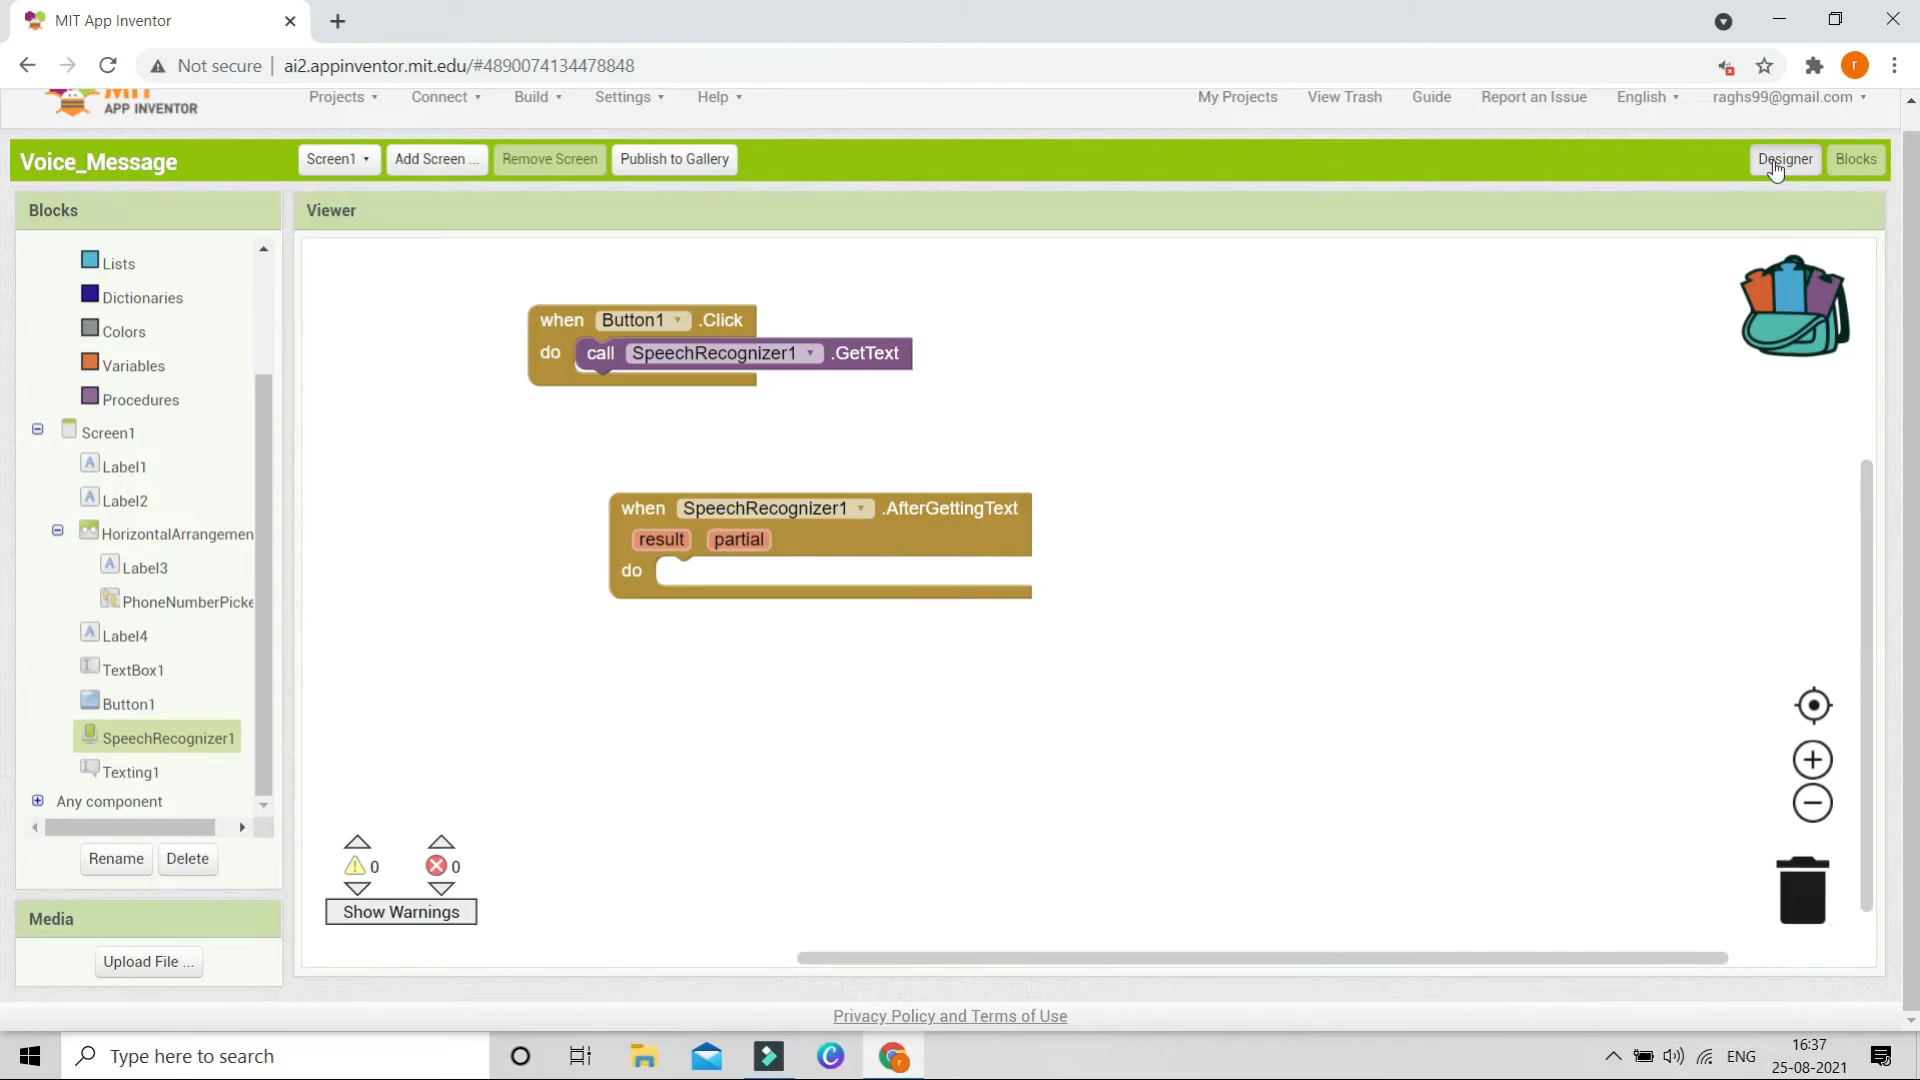 MIT App Inventor
Not secure | ai2.appinventor.mit.edu/#4890074134478848
r
MIT
APP INVENTOR
Projects Connect Build Settings Help
My Projects View Trash Guide Report an Issue English raghs99@gmail.com
Voice_Message
Screen1 Add Screen ... Remove Screen Publish to Gallery
Designer Blocks
Blocks
Viewer
Lists
Dictionaries
Colors
Variables
Procedures
Screen1
Label1
Label2
HorizontalArrangemen
Label3
PhoneNumberPicke
Label4
TextBox1
Button1
SpeechRecognizer1
Texting1
Any component
Rename Delete
Media
Upload File ...
when Button1 .Click
do call SpeechRecognizer1 .GetText
when SpeechRecognizer1 .AfterGettingText
result partial
do
0 0
Show Warnings
Privacy Policy and Terms of Use
Type here to search
r
ENG
16:37
25-08-2021